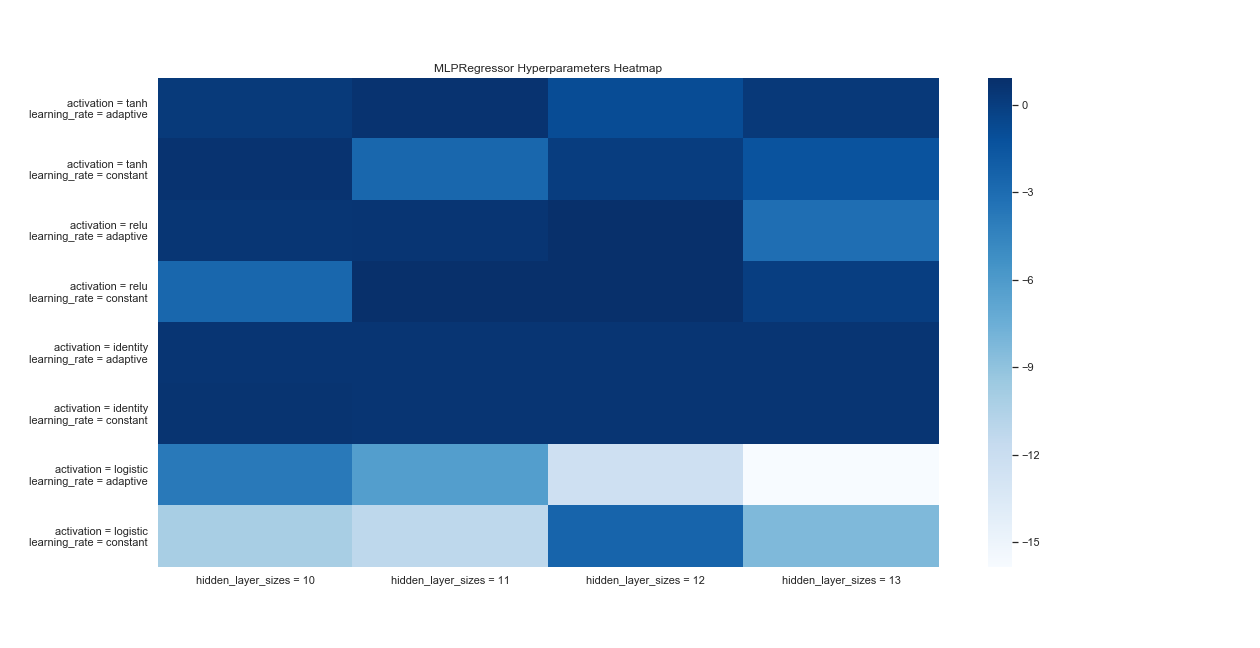 MLPRegressor Hyperparameters Heatmap
activation = tanh
learning_rate = adaptive
activation = tanh
learning_rate = constant
activation = relu
learning_rate = adaptive
activation = relu
learning_rate = constant
activation = identity
learning_rate = adaptive
activation = identity
learning_rate = constant
activation = logistic
learning_rate = adaptive
activation = logistic
learning_rate = constant
hidden_layer_sizes = 10
hidden_layer_sizes = 11
hidden_layer_sizes = 12
hidden_layer_sizes = 13
0
−3
−6
−9
−12
−15